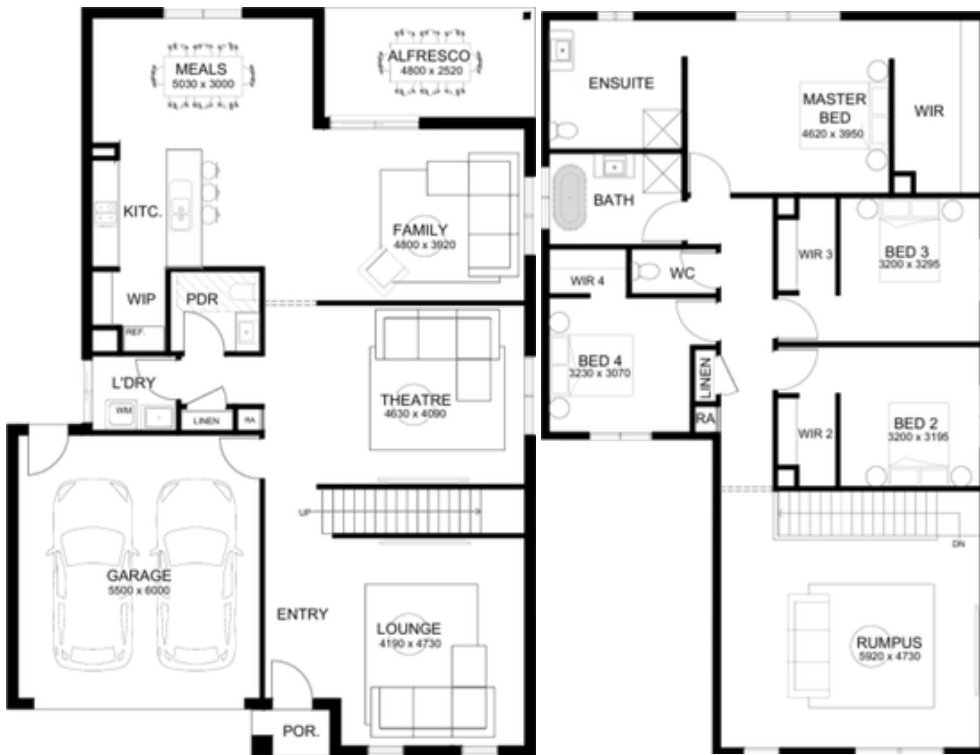 MEALS
5030 x 3000
ALFRESCO
4800 x 2520
KITC.
FAMILY
4800 x 3920
WIP
REF.
PDR
L'DRY
WM
LINEN
RA
THEATRE
4630 x 4090
UP
GARAGE
5500 x 6000
ENTRY
LOUNGE
4190 x 4730
POR.
ENSUITE
MASTER
BED
4620 x 3950
WIR
BATH
WIR 4
WC
WIR 3
BED 3
3200 x 3295
BED 4
3230 x 3070
LINEN
RA
WIR 2
BED 2
3200 x 3195
DN
RUMPUS
5920 x 4730